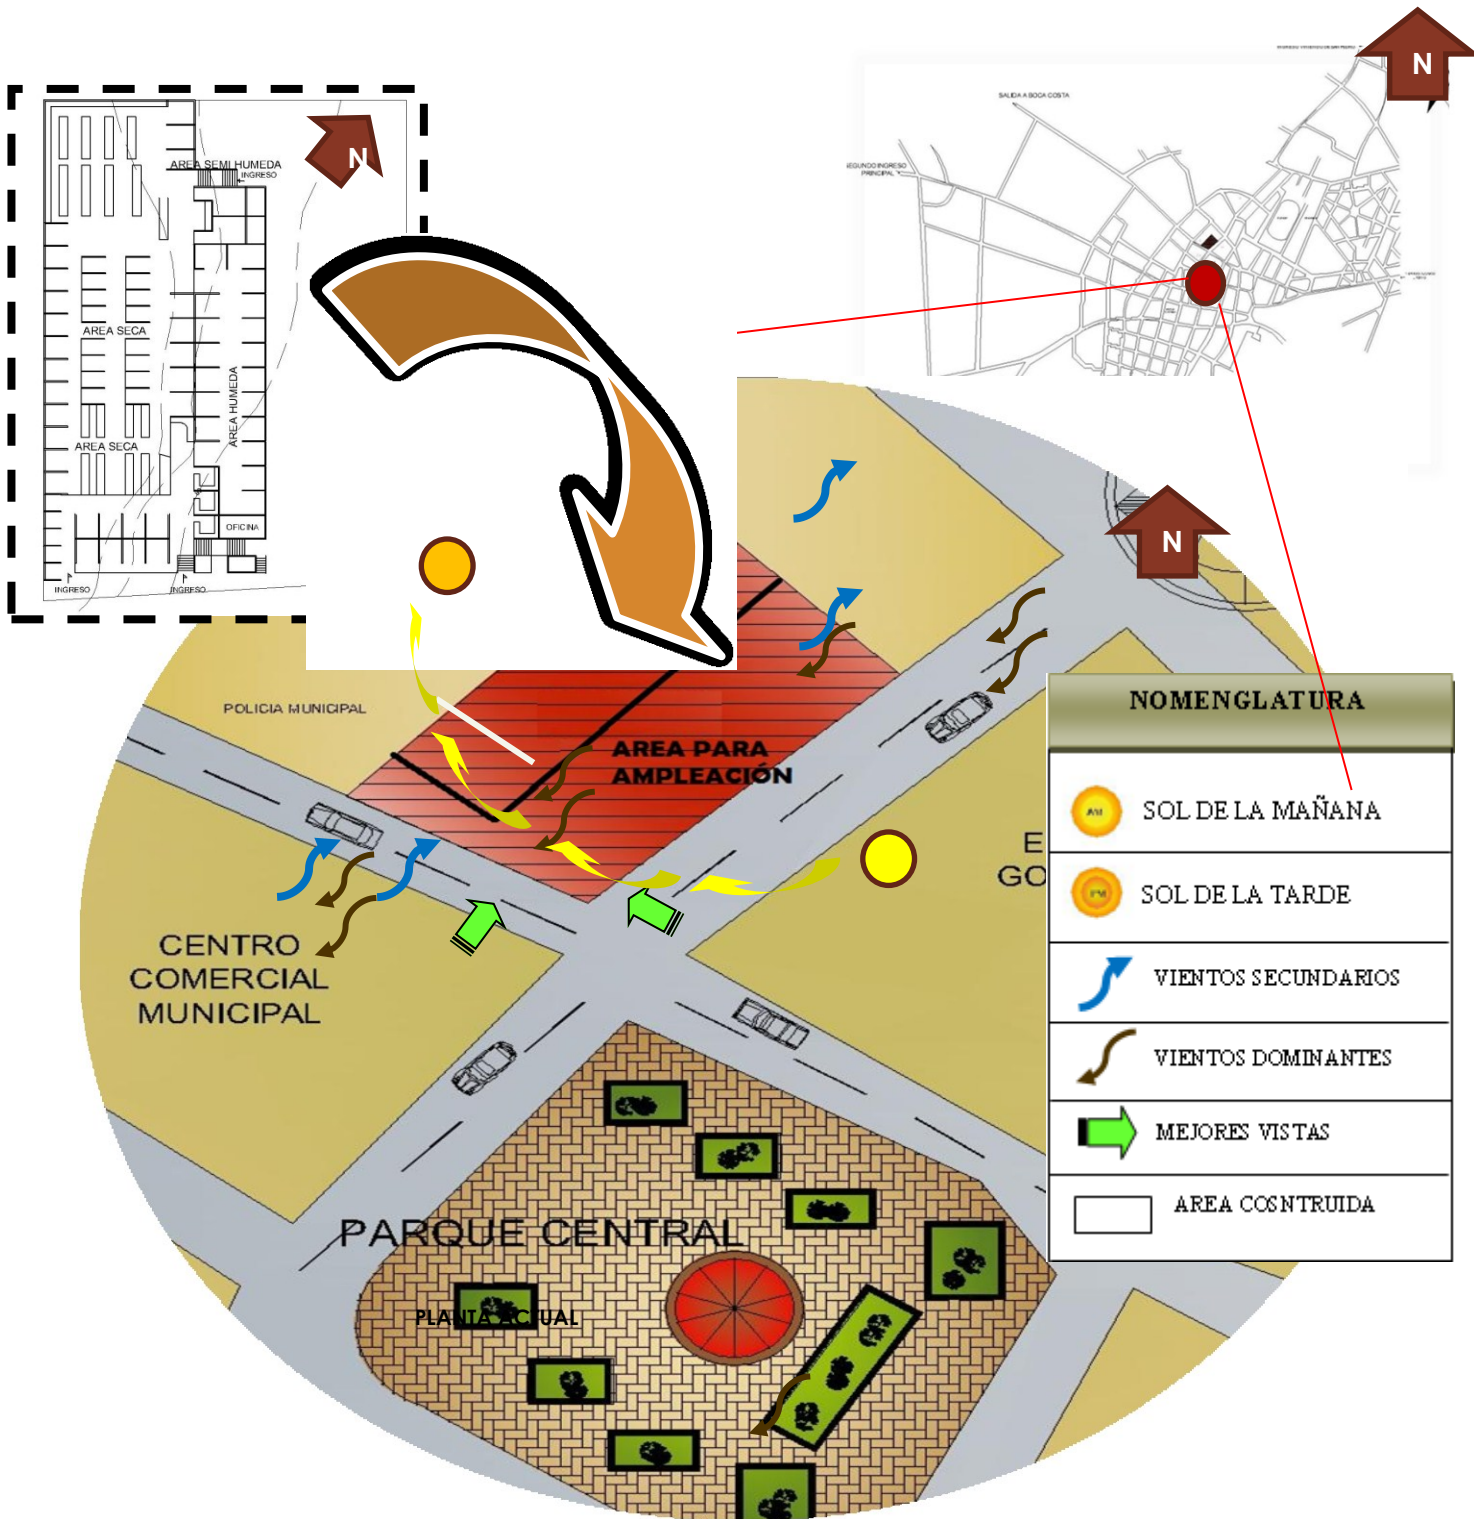 N
SALIDA A BOCA COSTA
SEGUNDO INGRESO
PRINCIPAL
N
AREA SEMI HUMEDA
INGRESO
AREA SECA
AREA HUMEDA
AREA SECA
OFICINA
INGRESO
INGRESO
N
POLICIA MUNICIPAL
AREA PARA
AMPLEACIÓN
E
GO
CENTRO
COMERCIAL
MUNICIPAL
PARQUE CENTRAL
PLANTA ACTUAL
NOMENGLATURA
AM
SOL DE LA MAÑANA
PM
SOL DE LA TARDE
VIENTOS SECUNDARIOS
VIENTOS DOMINANTES
MEJORES VISTAS
AREA COSNTRUIDA